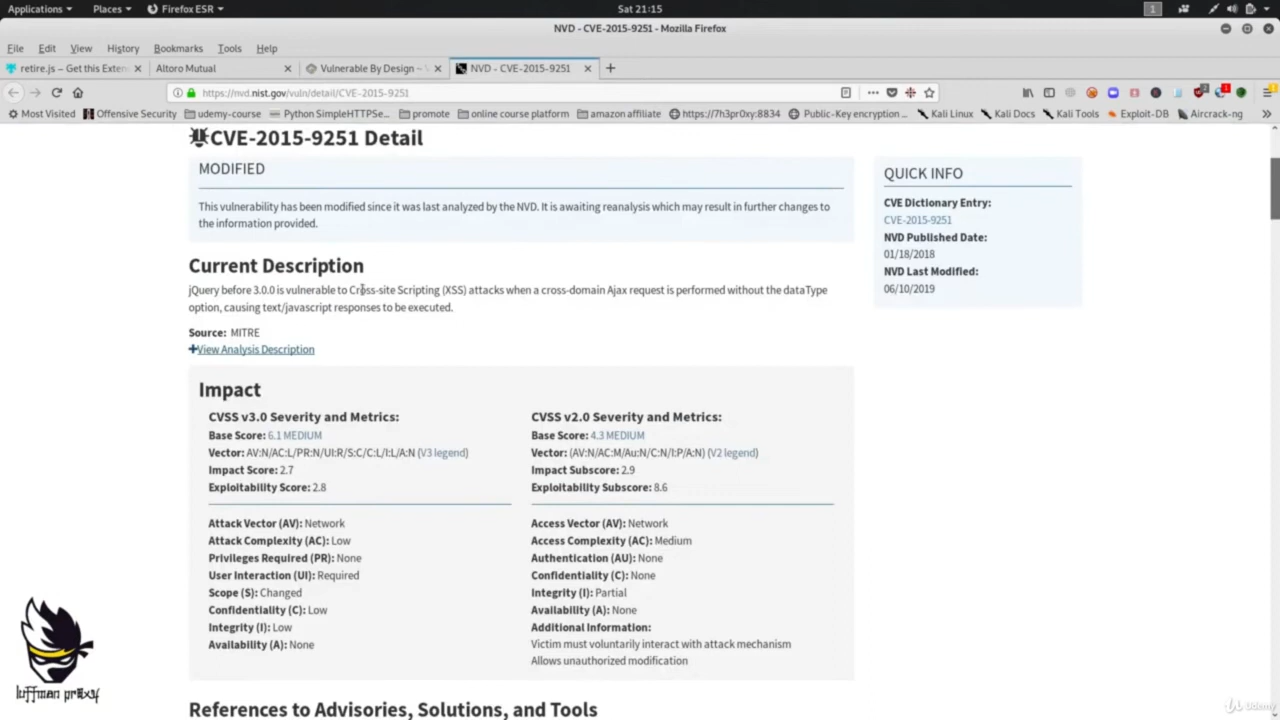 Applications Places Firefox ESR Sat 21:15 1
NVD - CVE-2015-9251 - Mozilla Firefox
File Edit View History Bookmarks Tools Help
retire.js – Get this Exten Altoro Mutual Vulnerable By Design ~ NVD - CVE-2015-9251
https://nvd.nist.gov/vuln/detail/CVE-2015-9251
Most Visited Offensive Security udemy-course Python SimpleHTTPSe... promote online course platform amazon affiliate https://7h3pr0xy:8834 Public-Key encryption ... Kali Linux Kali Docs Kali Tools Exploit-DB Aircrack-ng
CVE-2015-9251 Detail
MODIFIED
This vulnerability has been modified since it was last analyzed by the NVD. It is awaiting reanalysis which may result in further changes to
the information provided.
QUICK INFO
CVE Dictionary Entry:
CVE-2015-9251
NVD Published Date:
01/18/2018
NVD Last Modified:
06/10/2019
Current Description
jQuery before 3.0.0 is vulnerable to Cross-site Scripting (XSS) attacks when a cross-domain Ajax request is performed without the dataType
option, causing text/javascript responses to be executed.
Source: MITRE
View Analysis Description
Impact
CVSS v3.0 Severity and Metrics:
Base Score: 6.1 MEDIUM
Vector: AV:N/AC:L/PR:N/UI:R/S:C/C:L/I:L/A:N (V3 legend)
Impact Score: 2.7
Exploitability Score: 2.8
Attack Vector (AV): Network
Attack Complexity (AC): Low
Privileges Required (PR): None
User Interaction (UI): Required
Scope (S): Changed
Confidentiality (C): Low
Integrity (I): Low
Availability (A): None
CVSS v2.0 Severity and Metrics:
Base Score: 4.3 MEDIUM
Vector: (AV:N/AC:M/Au:N/C:N/I:P/A:N) (V2 legend)
Impact Subscore: 2.9
Exploitability Subscore: 8.6
Access Vector (AV): Network
Access Complexity (AC): Medium
Authentication (AU): None
Confidentiality (C): None
Integrity (I): Partial
Availability (A): None
Additional Information:
Victim must voluntarily interact with attack mechanism
Allows unauthorized modification
References to Advisories, Solutions, and Tools
luffman prexy
Udemy